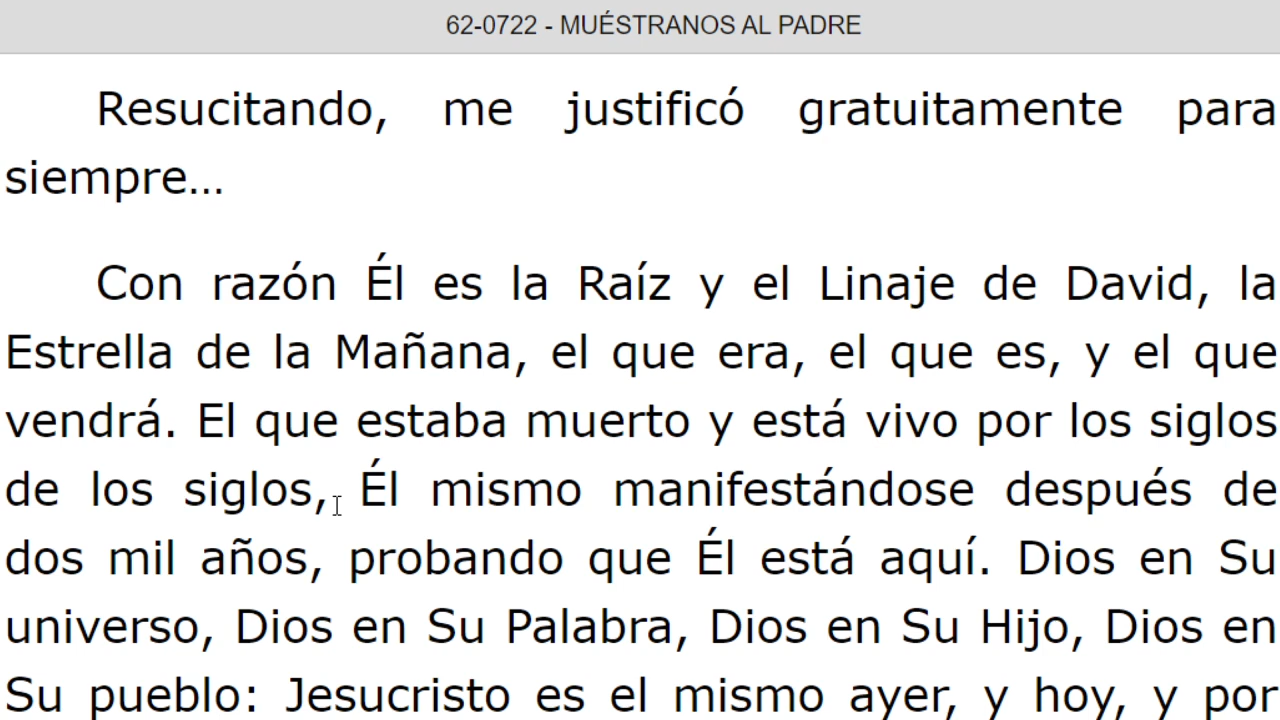 62-0722 - MUÉSTRANOS AL PADRE
Resucitando, me justificó gratuitamente para
siempre...
Con razón Él es la Raíz y el Linaje de David, la
Estrella de la Mañana, el que era, el que es, y el que
vendrá. El que estaba muerto y está vivo por los siglos
de los siglos, Él mismo manifestándose después de
dos mil años, probando que Él está aquí. Dios en Su
universo, Dios en Su Palabra, Dios en Su Hijo, Dios en
Su pueblo: Jesucristo es el mismo ayer, y hoy, y por